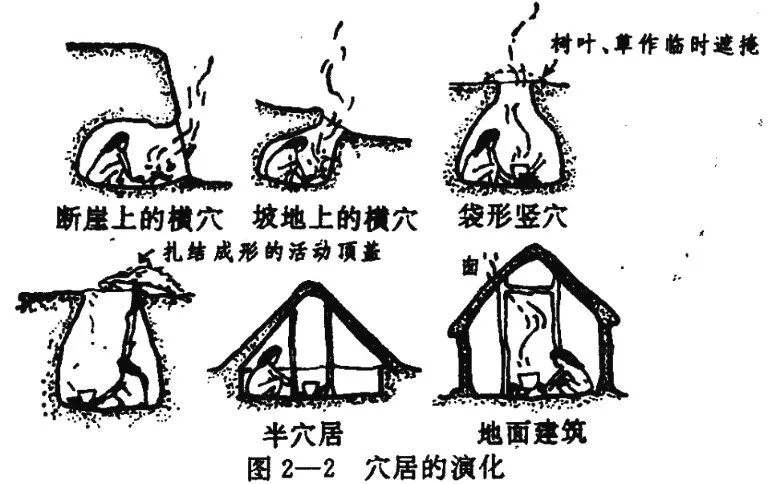 树叶、草作临时遮掩
断崖上的横穴
坡地上的横穴
袋形竖穴
扎结成形的活动顶盖
囱
半穴居
地面建筑
图2—2 穴居的演化